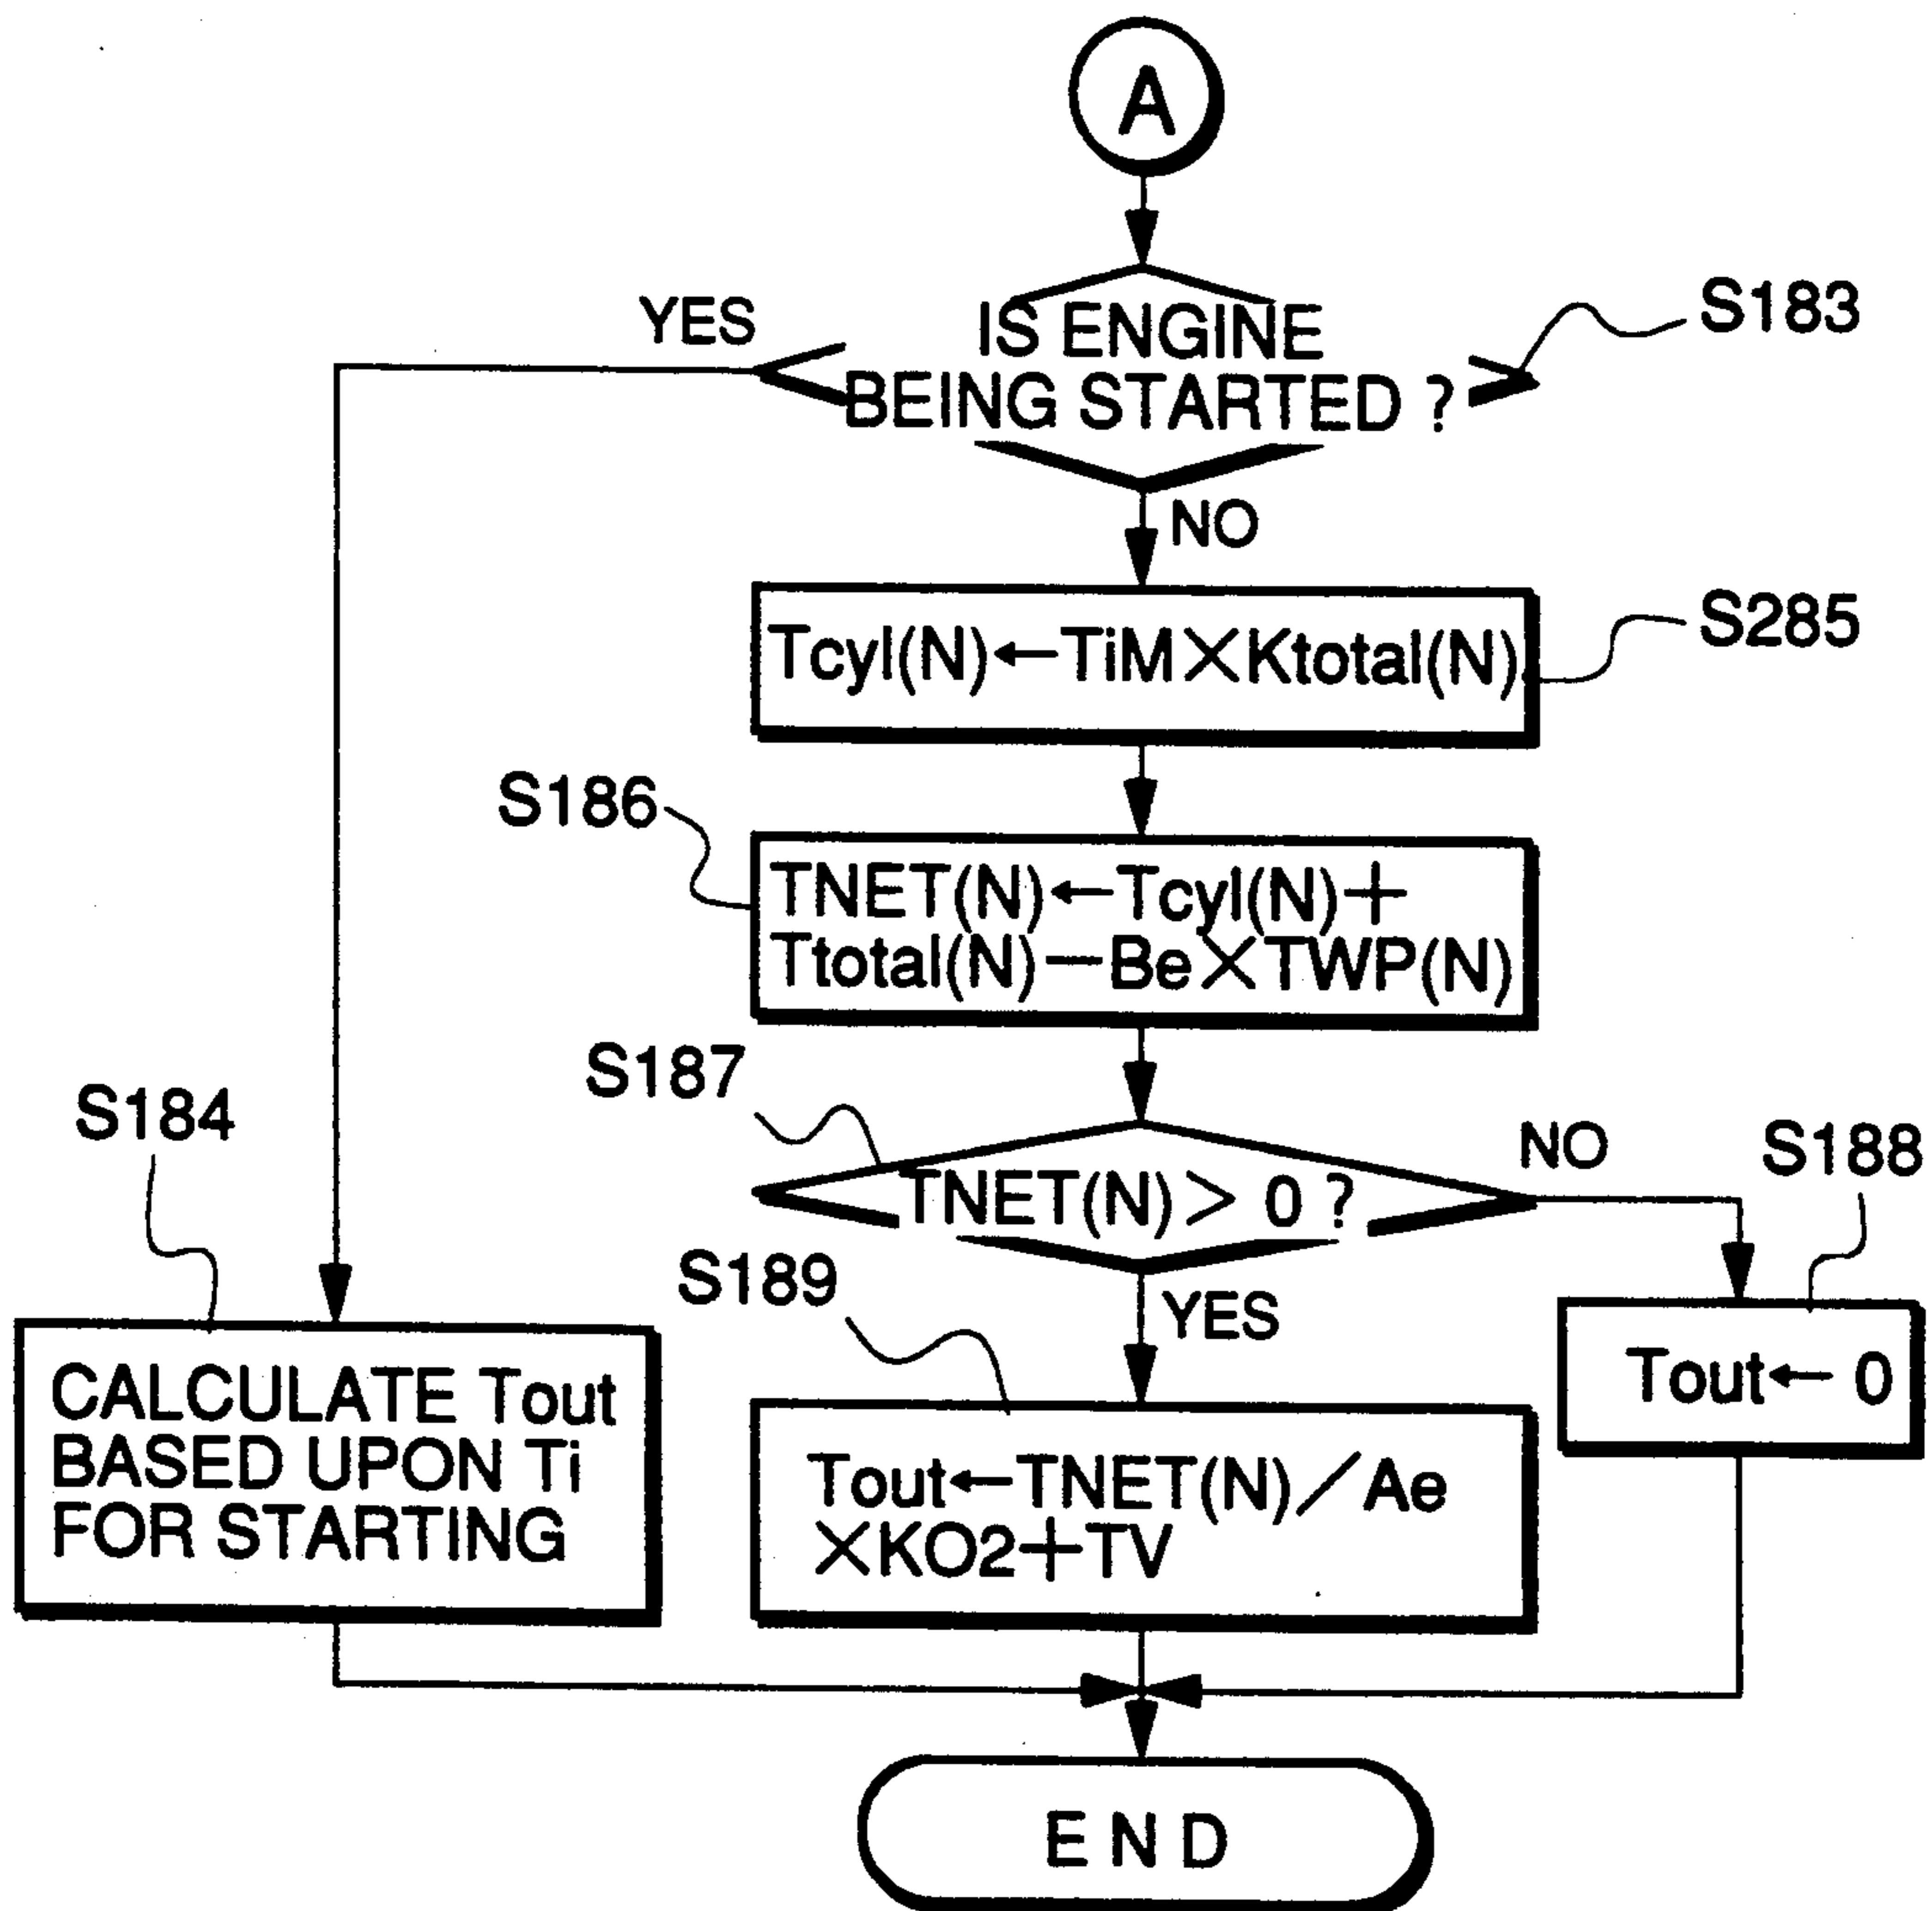 A
IS ENGINE
BEING STARTED ?
YES
S183
NO
Tcyl(N)←TiM×Ktotal(N)
S285
S186
TNET(N)←Tcyl(N)+
Ttotal(N)−Be×TWP(N)
S187
TNET(N)> 0 ?
NO
S188
S184
S189
YES
Tout← 0
CALCULATE Tout
BASED UPON Ti
FOR STARTING
Tout←TNET(N)/Ae
×KO2+TV
END